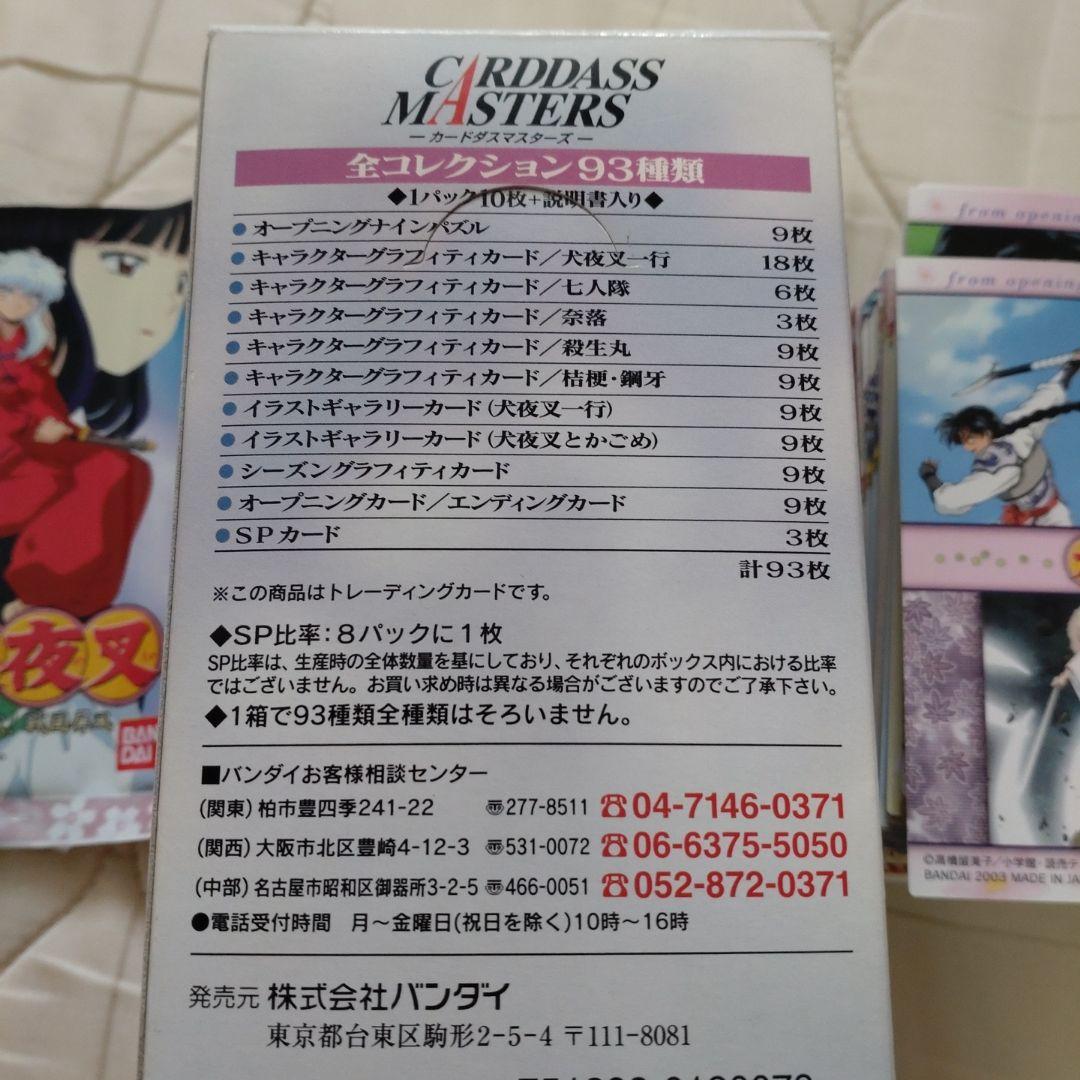 CARDDASS
MASTERS
― カードダスマスターズ ―
全コレクション93種類
◆1パック10枚+説明書入り◆
●オープニングナインパズル 9枚
●キャラクターグラフィティカード/犬夜叉一行 18枚
●キャラクターグラフィティカード/七人隊 6枚
●キャラクターグラフィティカード/奈落 3枚
●キャラクターグラフィティカード/殺生丸 9枚
●キャラクターグラフィティカード/桔梗・鋼牙 9枚
●イラストギャラリーカード(犬夜叉一行) 9枚
●イラストギャラリーカード(犬夜叉とかごめ) 9枚
●シーズングラフィティカード 9枚
●オープニングカード/エンディングカード 9枚
●SPカード 3枚
計93枚
※この商品はトレーディングカードです。
◆SP比率:8パックに1枚
SP比率は、生産時の全体数量を基にしており、それぞれのボックス内における比率
ではございません。お買い求め時は異なる場合がございますのでご了承下さい。
◆1箱で93種類全種類はそろいません。
■バンダイお客様相談センター
(関東)柏市豊四季241-22 〠277-8511 ☎04-7146-0371
(関西)大阪市北区豊崎4-12-3 〠531-0072 ☎06-6375-5050
(中部)名古屋市昭和区御器所3-2-5 〠466-0051 ☎052-872-0371
●電話受付時間 月～金曜日(祝日を除く)10時～16時
発売元 株式会社バンダイ
東京都台東区駒形2-5-4 〒111-8081
夜叉
BAN
DAI
from opening
from opening
©高橋留美子/小学館・読売テ
BANDAI 2003 MADE IN JA